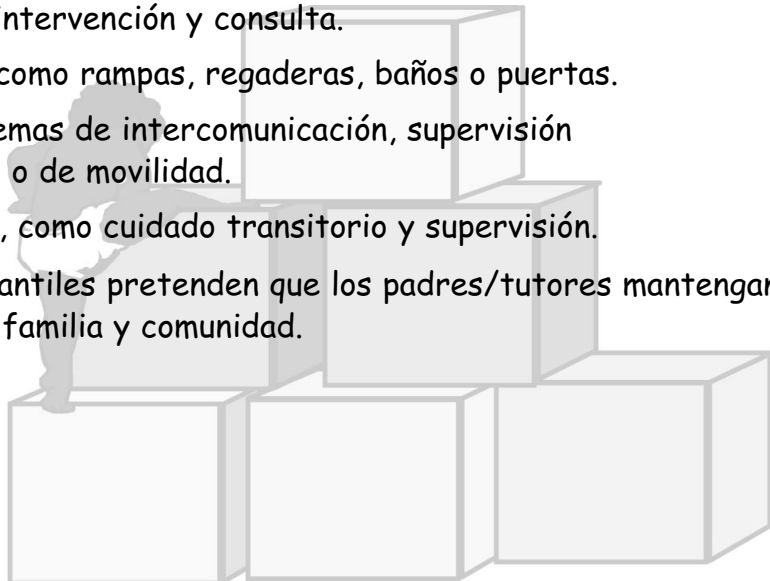 intervención y consulta.
como rampas, regaderas, baños o puertas.
emas de intercomunicación, supervisión
o de movilidad.
, como cuidado transitorio y supervisión.
antiles pretenden que los padres/tutores mantengan
familia y comunidad.